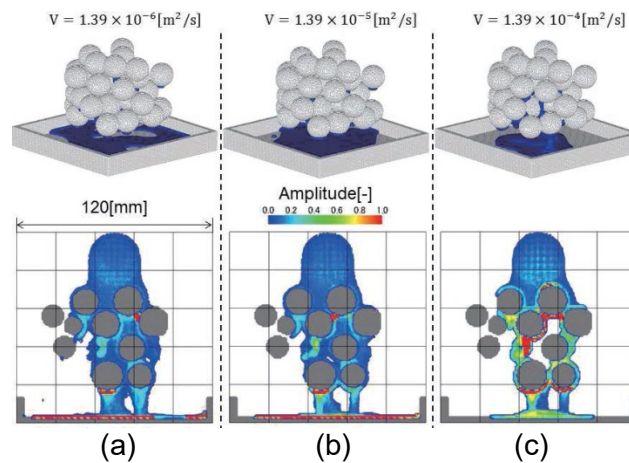 V = 1.39 × 10⁻⁶[m²/s]
V = 1.39 × 10⁻⁵[m²/s]
V = 1.39 × 10⁻⁴[m²/s]
120[mm]
Amplitude[-]
0.0 0.2 0.4 0.6 0.8 1.0
(a)
(b)
(c)